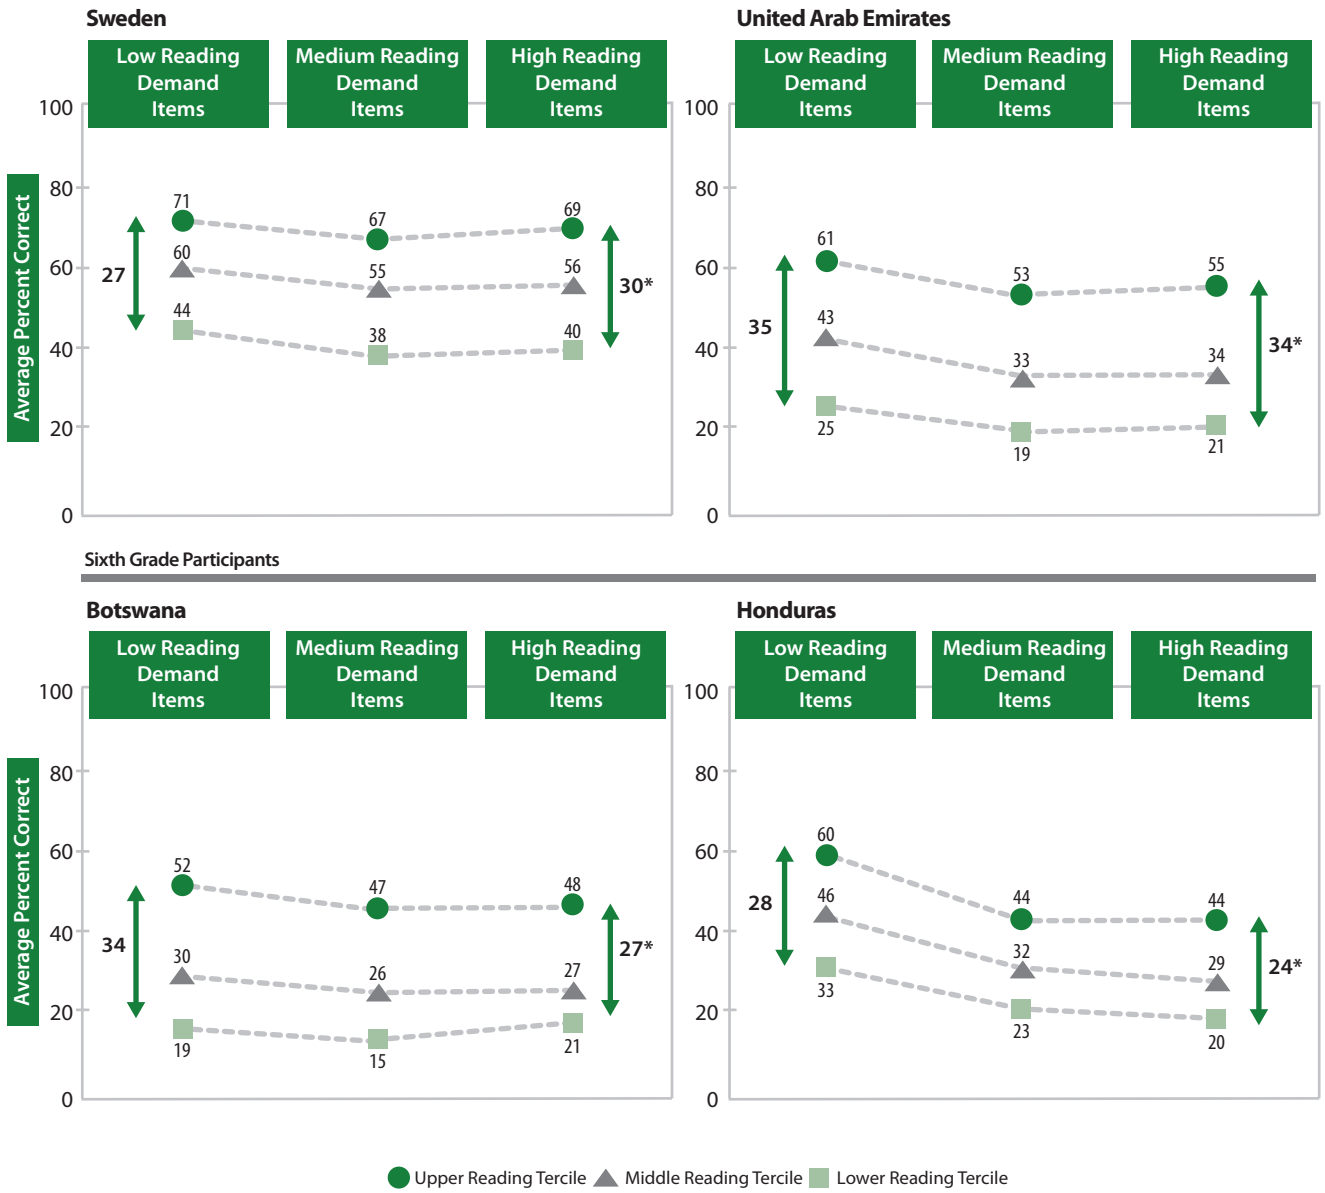 Sweden
Low Reading
Demand
Items
Medium Reading
Demand
Items
High Reading
Demand
Items
Average Percent Correct
100
80
60
40
20
0
71
67
69
60
55
56
44
38
40
27
30*
United Arab Emirates
Low Reading
Demand
Items
Medium Reading
Demand
Items
High Reading
Demand
Items
100
80
60
40
20
0
61
53
55
43
33
34
25
19
21
35
34*
Sixth Grade Participants
Botswana
Low Reading
Demand
Items
Medium Reading
Demand
Items
High Reading
Demand
Items
Average Percent Correct
100
80
60
40
20
0
52
47
48
30
26
27
19
15
21
34
27*
Honduras
Low Reading
Demand
Items
Medium Reading
Demand
Items
High Reading
Demand
Items
100
80
60
40
20
0
60
44
44
46
32
29
33
23
20
28
24*
Upper Reading Tercile Middle Reading Tercile Lower Reading Tercile